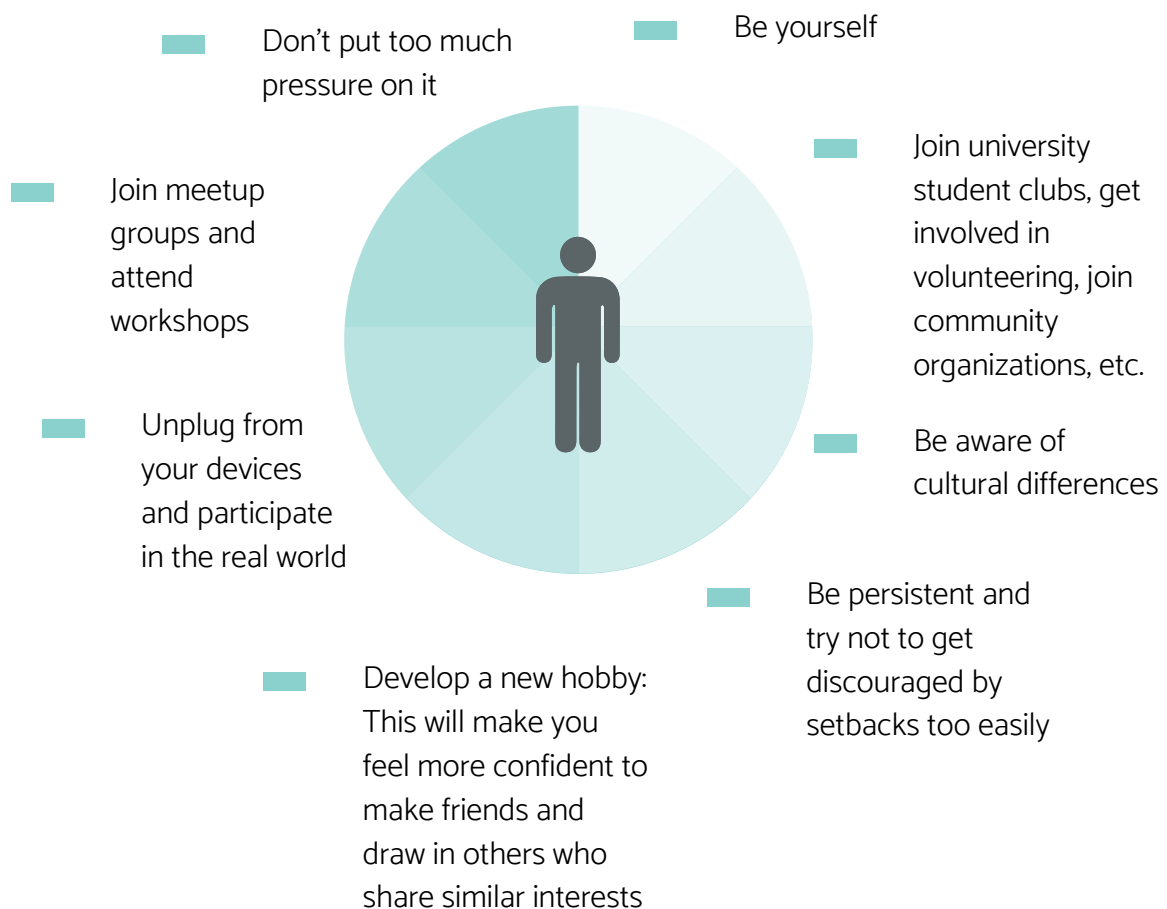 Be yourself
Join university
student clubs, get
involved in
volunteering, join
community
organizations, etc.
Be aware of
cultural differences
Be persistent and
try not to get
discouraged by
setbacks too easily
Develop a new hobby:
This will make you
feel more confident to
make friends and
draw in others who
share similar interests
Unplug from
your devices
and participate
in the real world
Join meetup
groups and
attend
workshops
Don't put too much
pressure on it